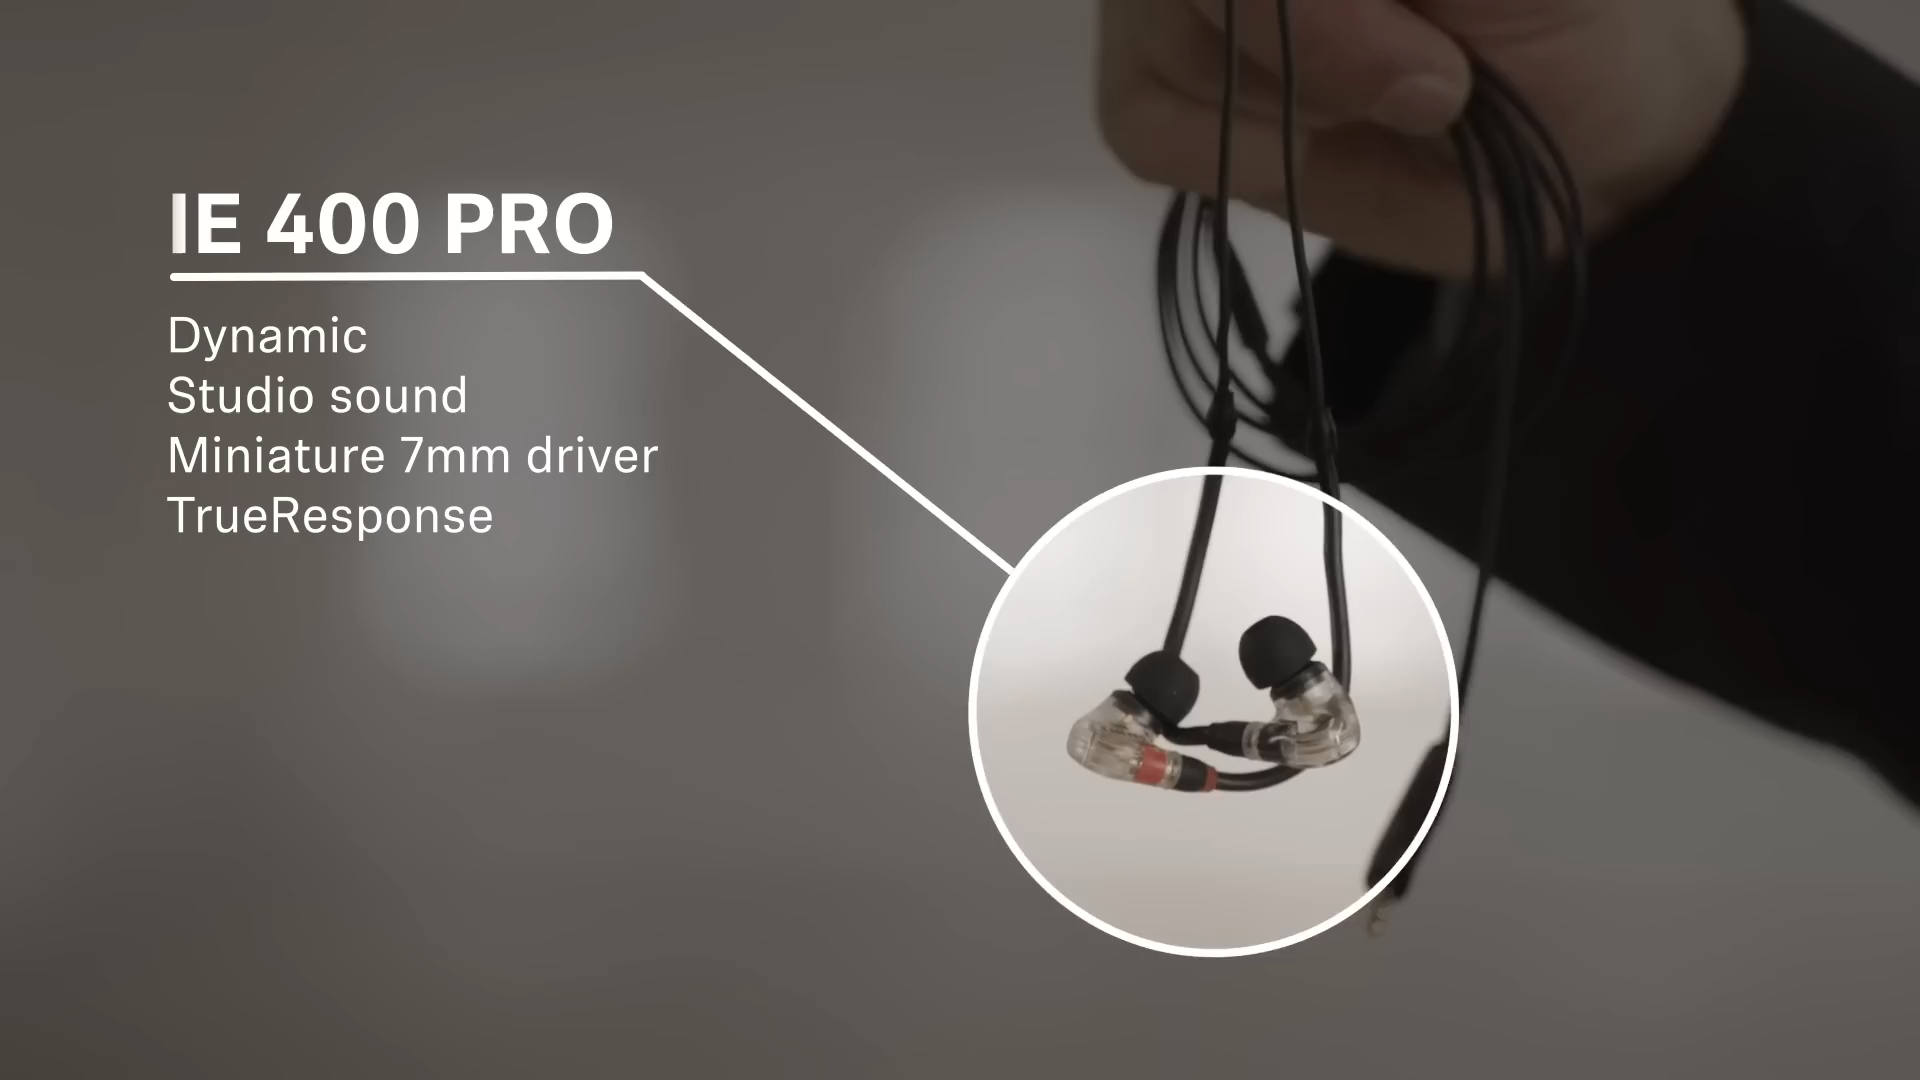 IE 400 PRO
Dynamic
Studio sound
Miniature 7mm driver
TrueResponse